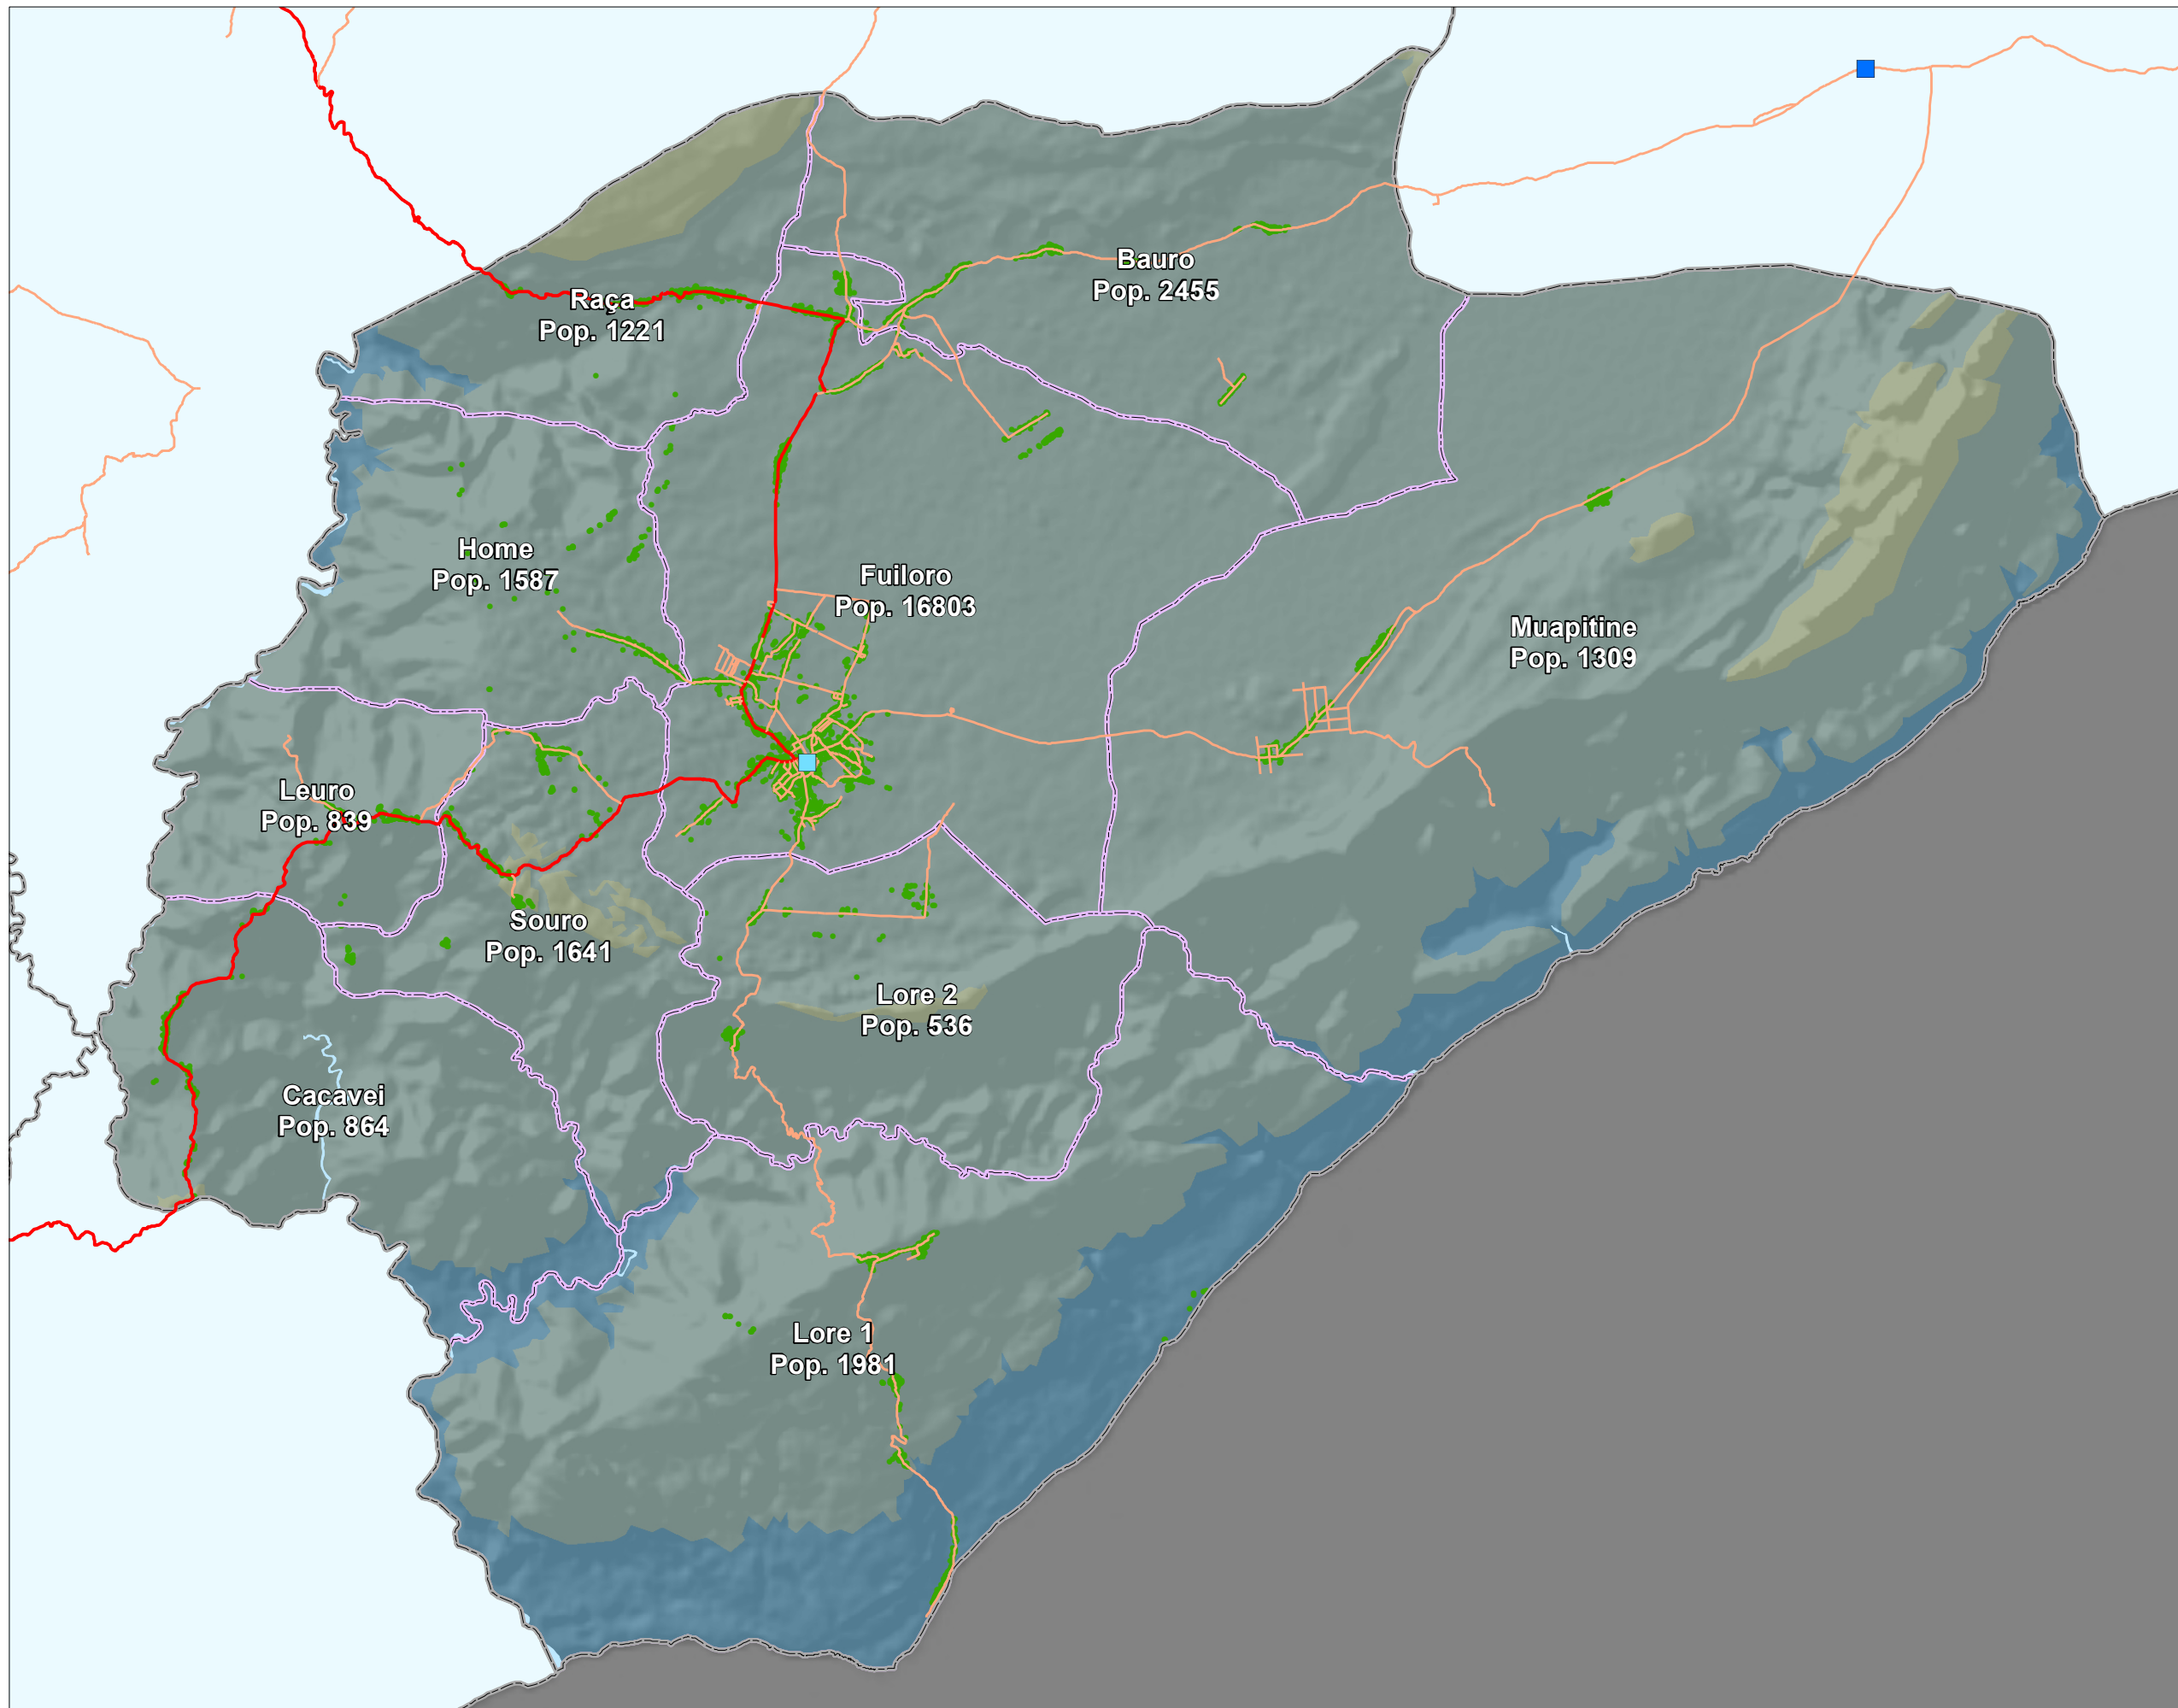 Bauro
Pop. 2455
Raça
Pop. 1221
Home
Pop. 1587
Fuiloro
Pop. 16803
Muapitine
Pop. 1309
Leuro
Pop. 839
Souro
Pop. 1641
Lore 2
Pop. 536
Cacavei
Pop. 864
Lore 1
Pop. 1981